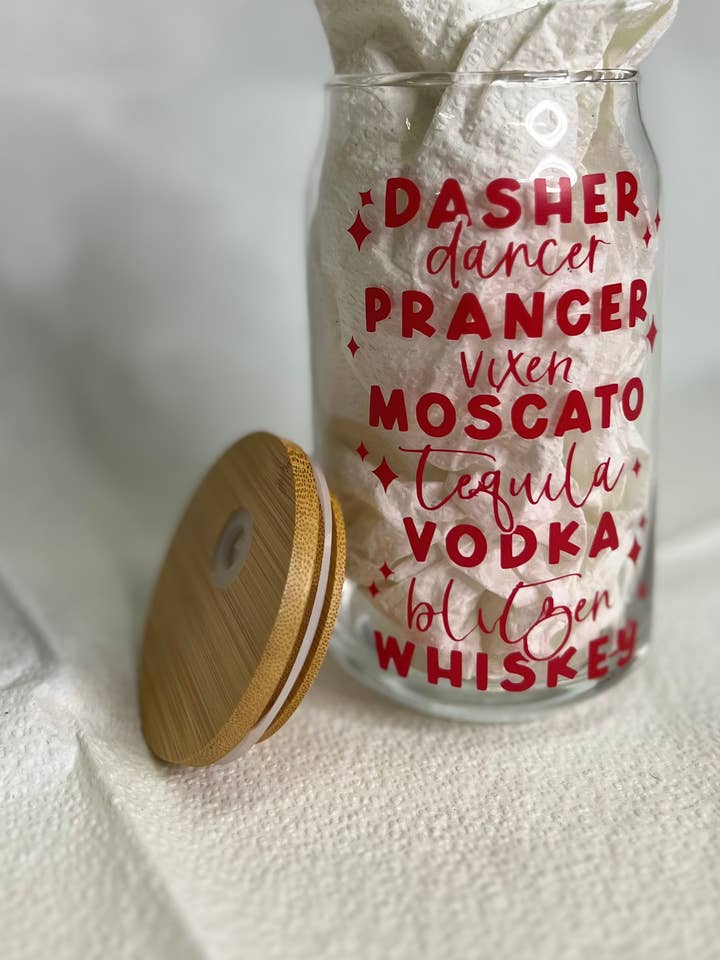 DASHER
dancer
PRANCER
vixen
MOSCATO
tequila
VODKA
blitzen
WHISKEY